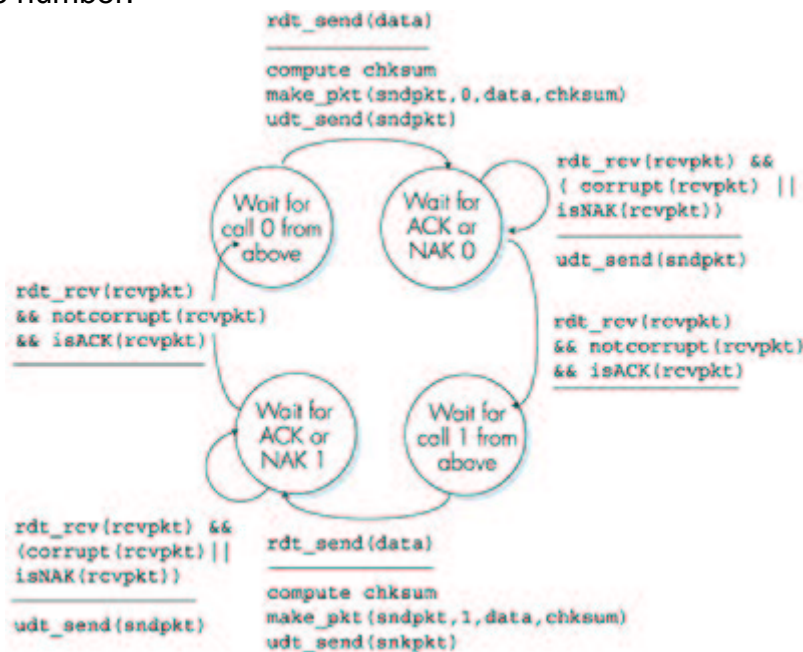 number.
rdt_send(data)
compute chksum
make_pkt(sndpkt,0,data,chksum)
udt_send(sndpkt)
Wait for
call 0 from
above
Wait for
ACK or
NAK 0
rdt_rcv(rcvpkt) &&
( corrupt(rcvpkt) ||
isNAK(rcvpkt))
udt_send(sndpkt)
rdt_rcv(rcvpkt)
&& notcorrupt(rcvpkt)
&& isACK(rcvpkt)
rdt_rcv(rcvpkt)
&& notcorrupt(rcvpkt)
&& isACK(rcvpkt)
Wait for
ACK or
NAK 1
Wait for
call 1 from
above
rdt_rcv(rcvpkt) &&
(corrupt(rcvpkt)||
isNAK(rcvpkt))
udt_send(sndpkt)
rdt_send(data)
compute chksum
make_pkt(sndpkt,1,data,chksum)
udt_send(snkpkt)